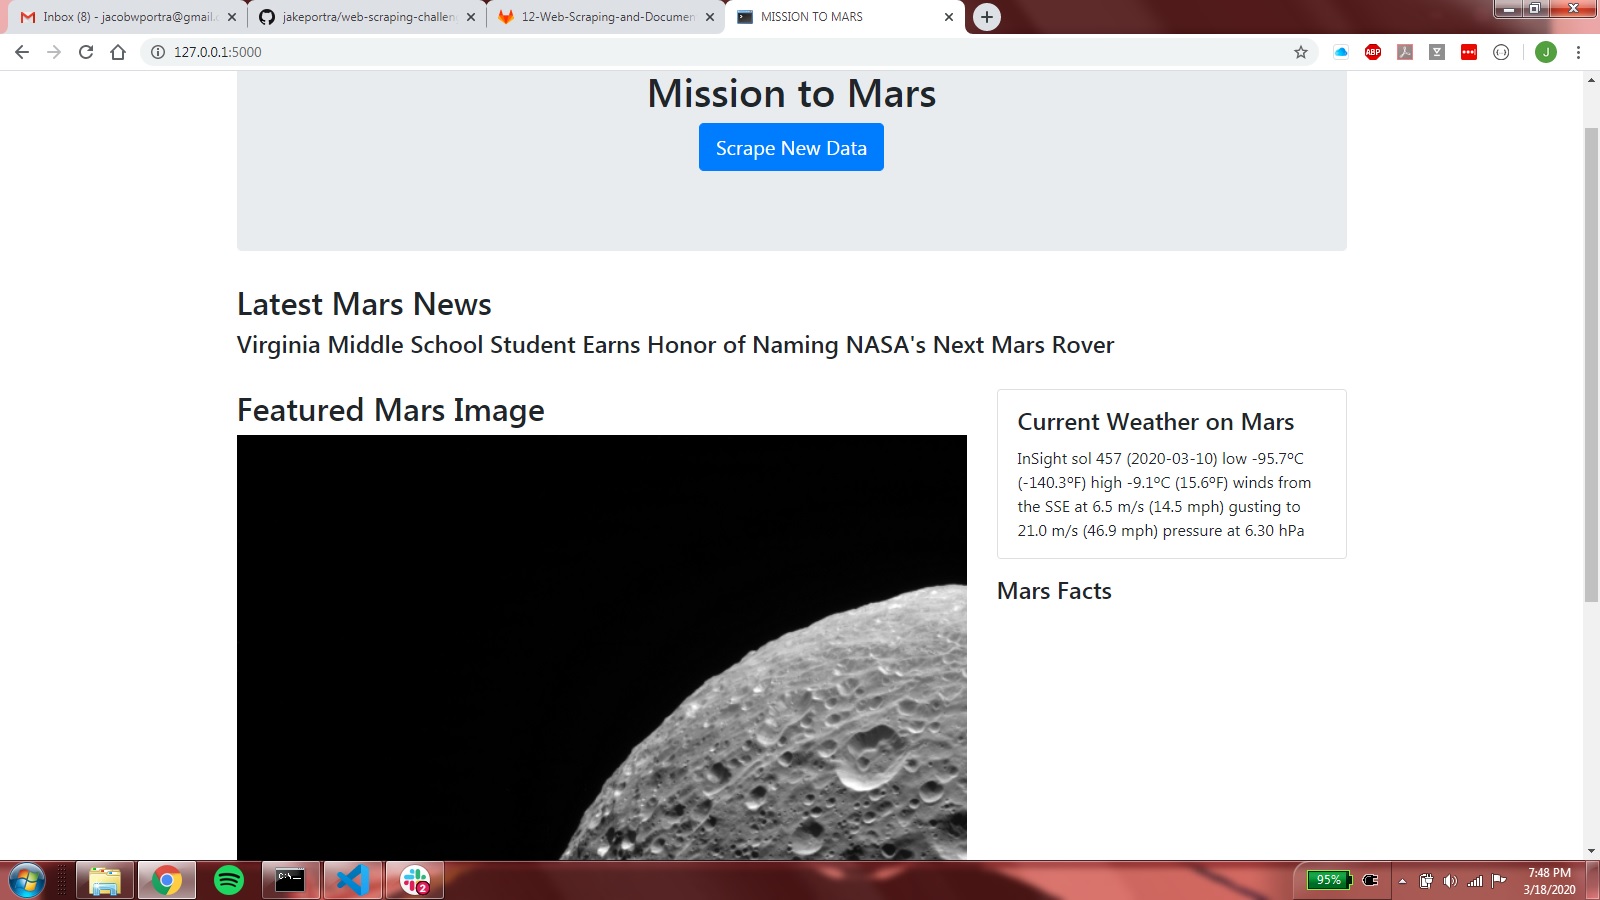 Inbox (8) - jacobwportra@gmail.c
jakeportra/web-scraping-challen
12-Web-Scraping-and-Documen
MISSION TO MARS
127.0.0.1:5000
ABP
J
Mission to Mars
Scrape New Data
Latest Mars News
Virginia Middle School Student Earns Honor of Naming NASA's Next Mars Rover
Featured Mars Image
Current Weather on Mars
InSight sol 457 (2020-03-10) low -95.7ºC
(-140.3ºF) high -9.1ºC (15.6ºF) winds from
the SSE at 6.5 m/s (14.5 mph) gusting to
21.0 m/s (46.9 mph) pressure at 6.30 hPa
Mars Facts
C:\
2
95%
7:48 PM
3/18/2020